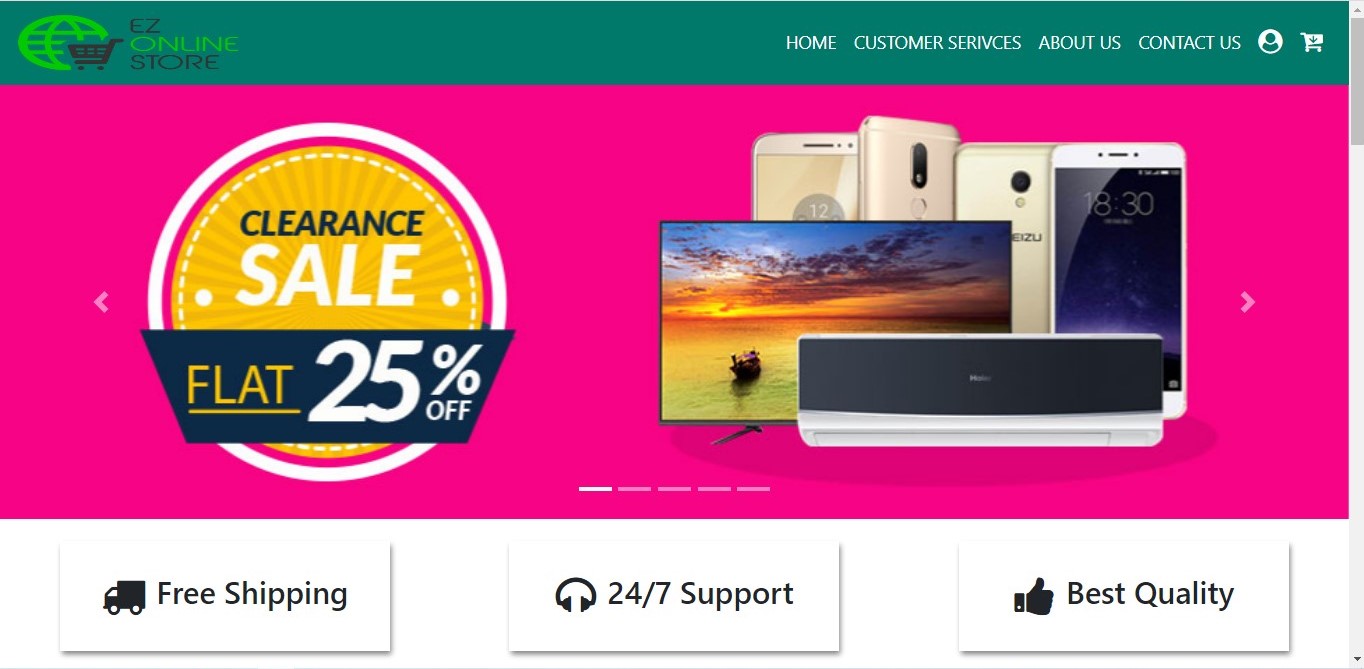 EZ
ONLINE
STORE
HOME CUSTOMER SERIVCES ABOUT US CONTACT US
CLEARANCE
SALE
FLAT 25% OFF
12
18:30
EIZU
Haier
Free Shipping
24/7 Support
Best Quality